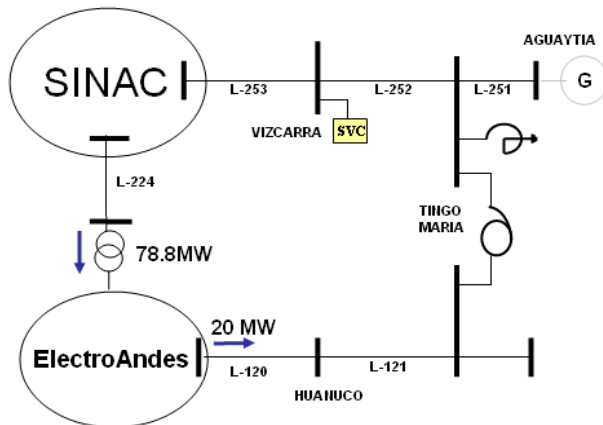 AGUAYTIA
SINAC
G
L-253
L-252
L-251
VIZCARRA
SVC
L-224
TINGO
MARIA
78.8MW
20 MW
ElectroAndes
L-120
L-121
HUANUCO